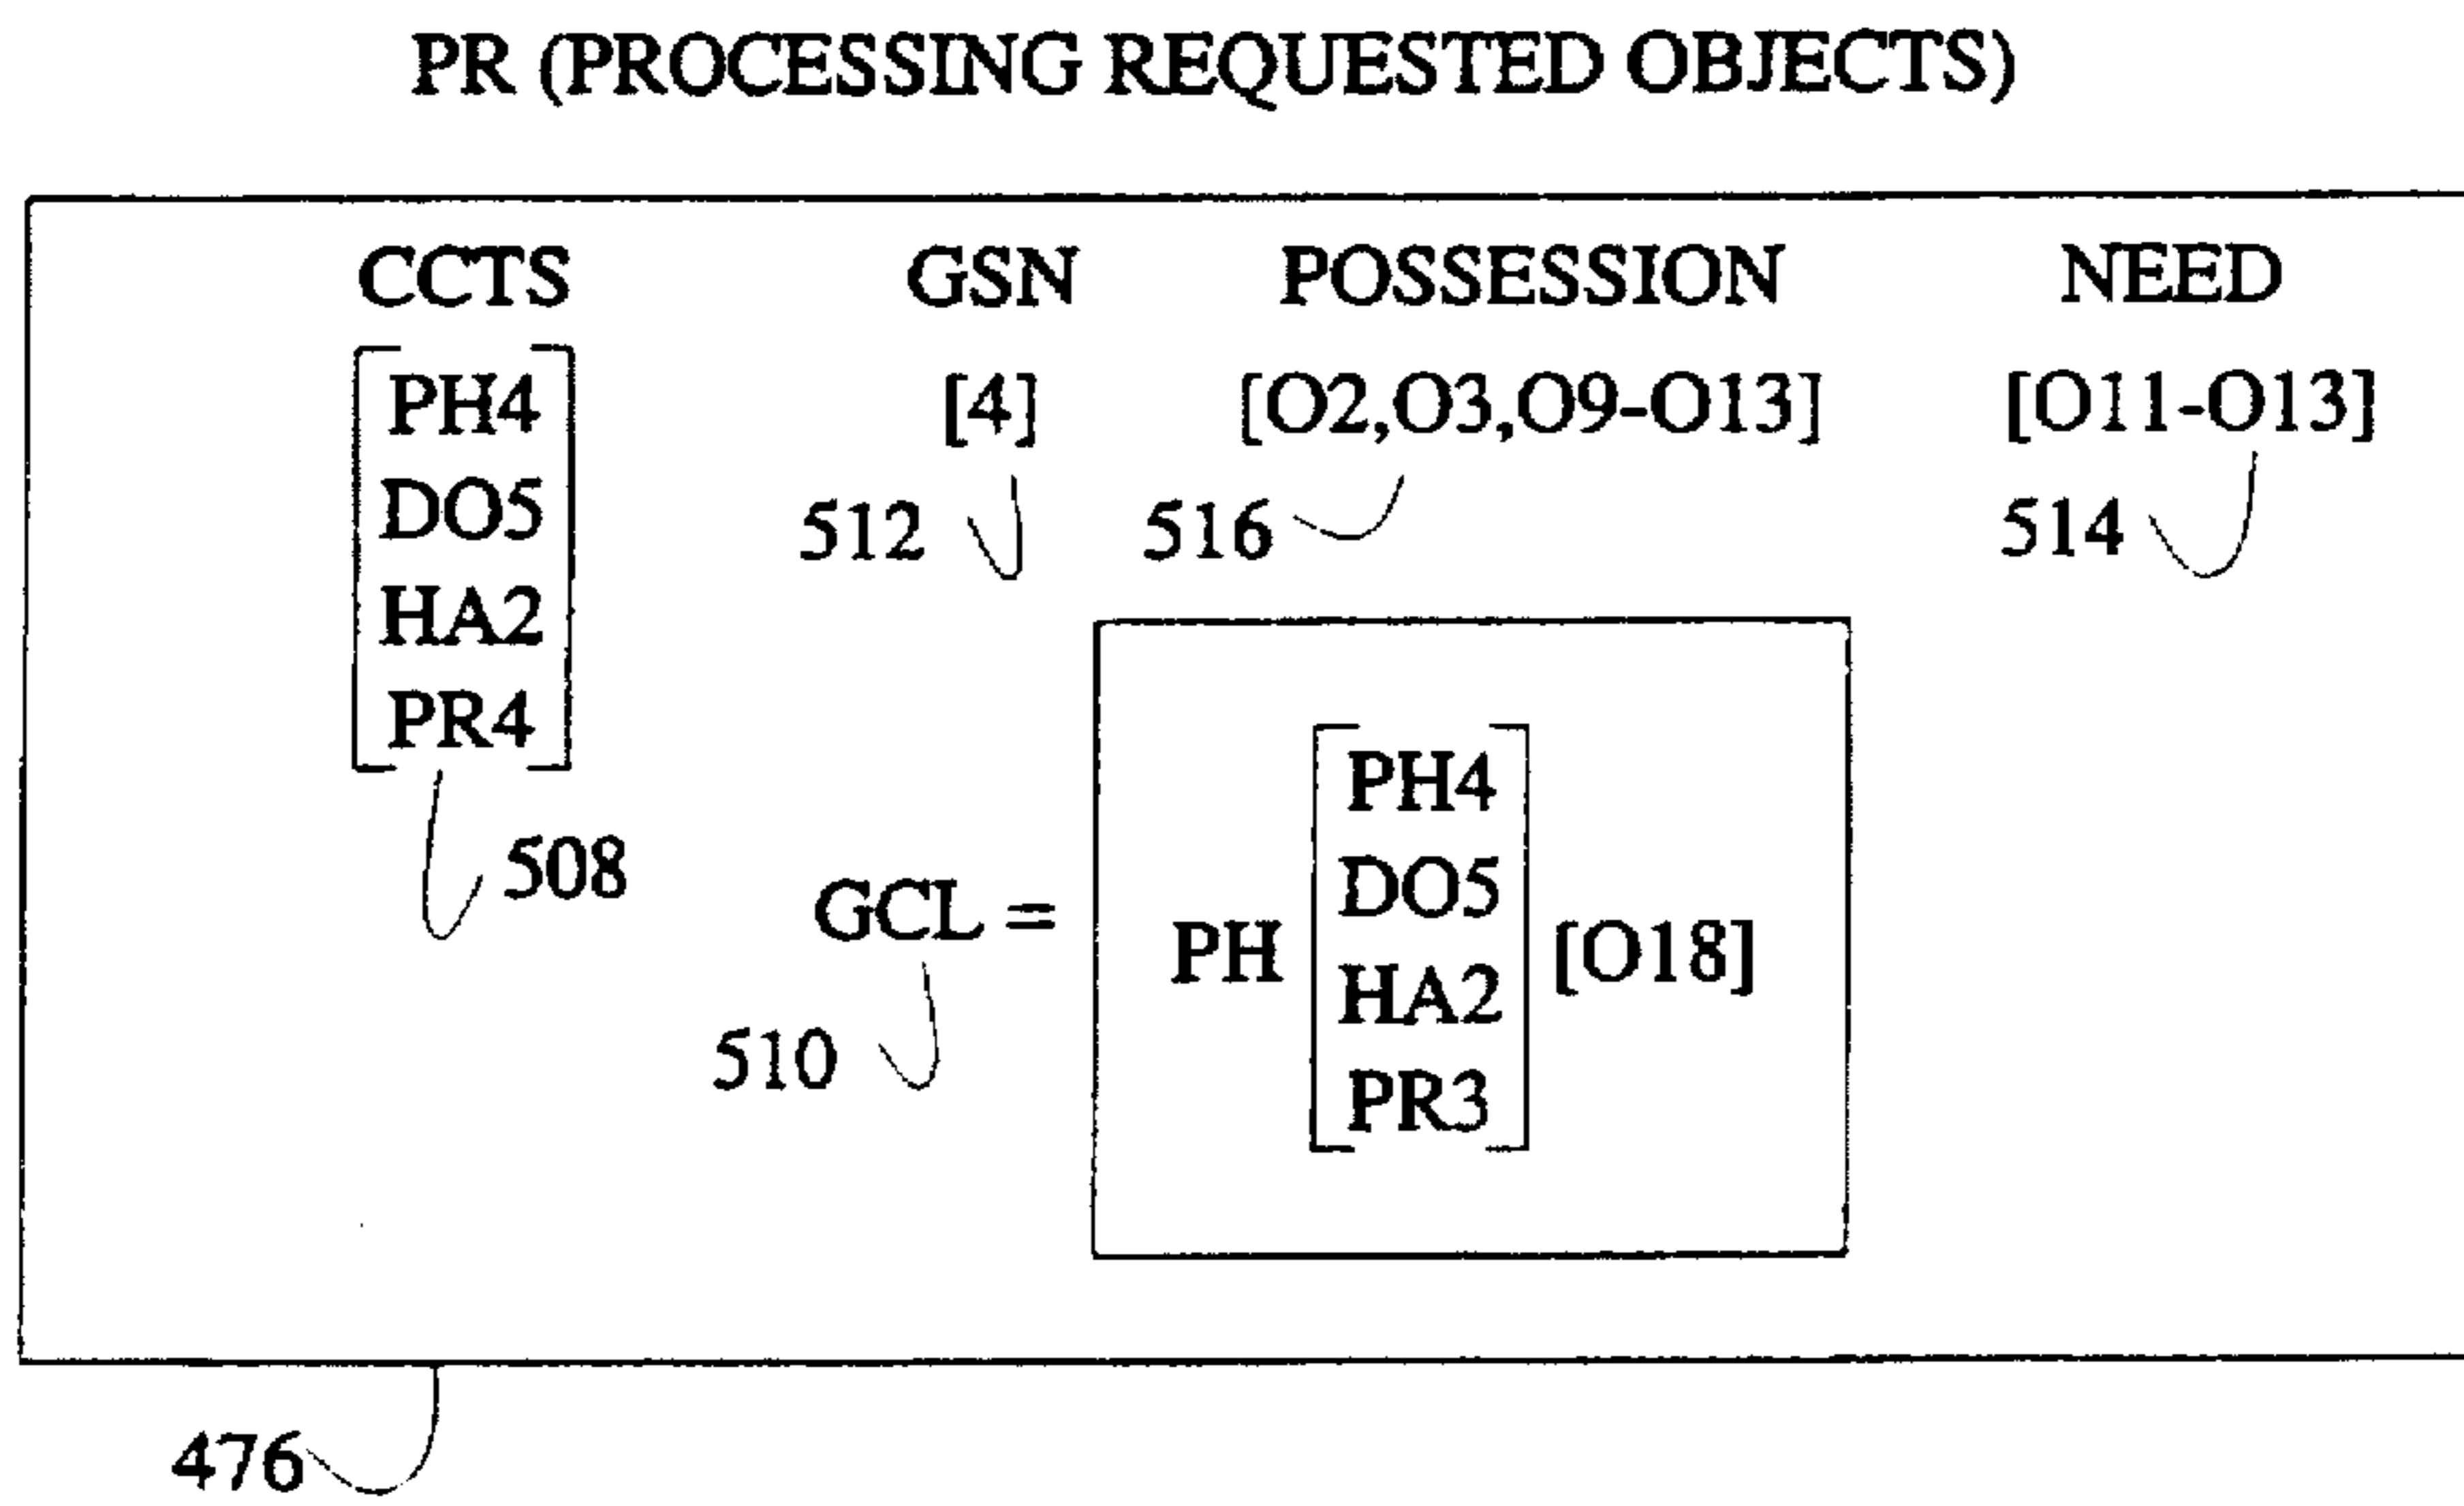 PR (PROCESSING REQUESTED OBJECTS)
CCTS GSN POSSESSION NEED
PH4 [4] [O2,O3,O9-O13] [O11-O13]
DO5 512 516 514
HA2
PR4
508
GCL =
510
PH4
DO5
PH [O18]
HA2
PR3
476